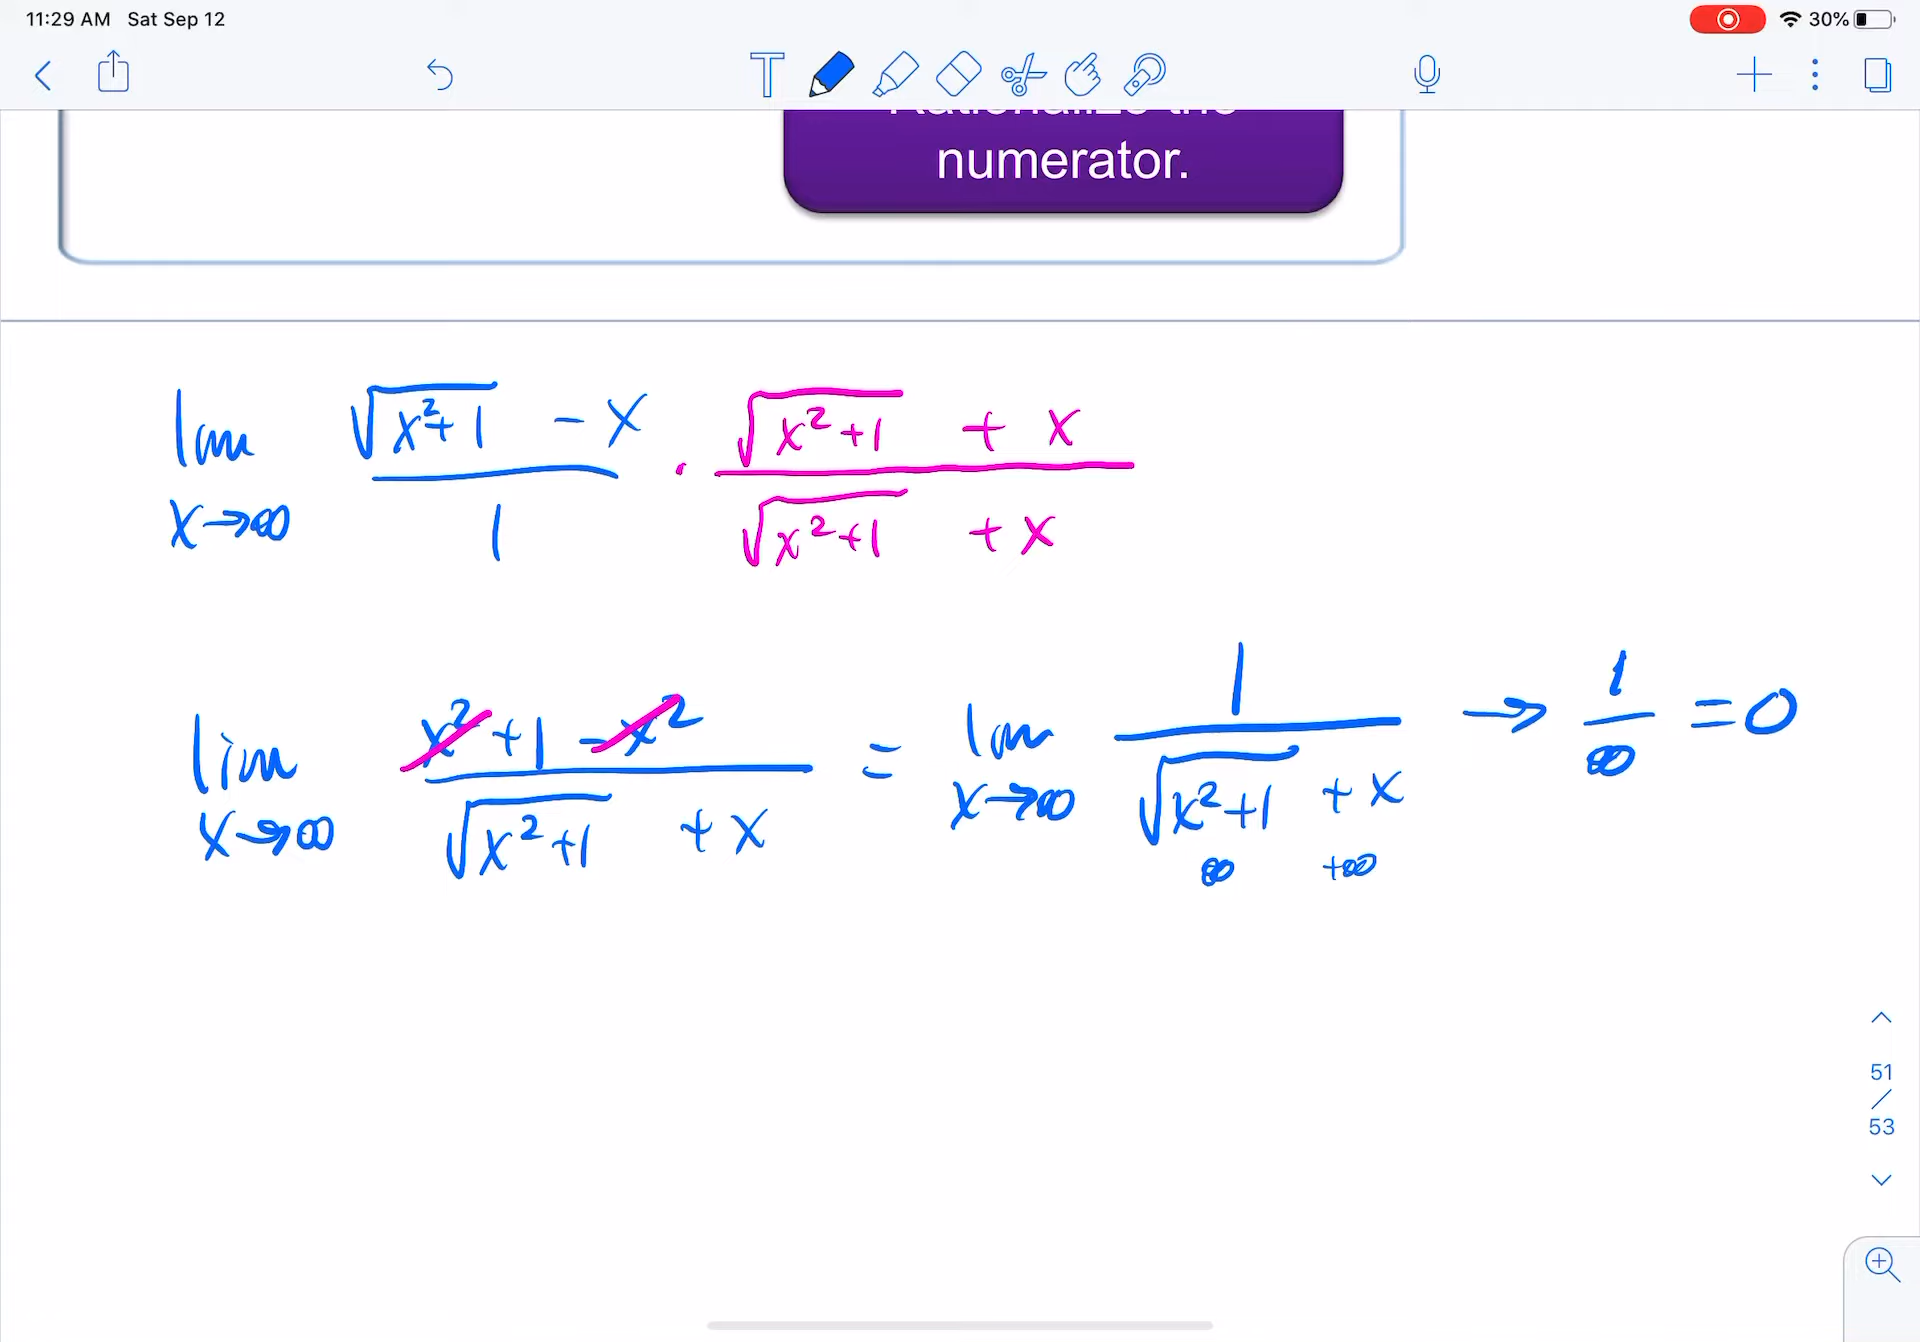 11:29 AM Sat Sep 12
30%
T
numerator.
lim x→∞ (√(x²+1) - x)/1 · (√(x²+1) + x)/(√(x²+1) + x)
lim x→∞ (x² + 1 - x²)/(√(x²+1) + x) = lim x→∞ 1/(√(x²+1) + x) → 1/∞ = 0
∞ +∞
51
/
53